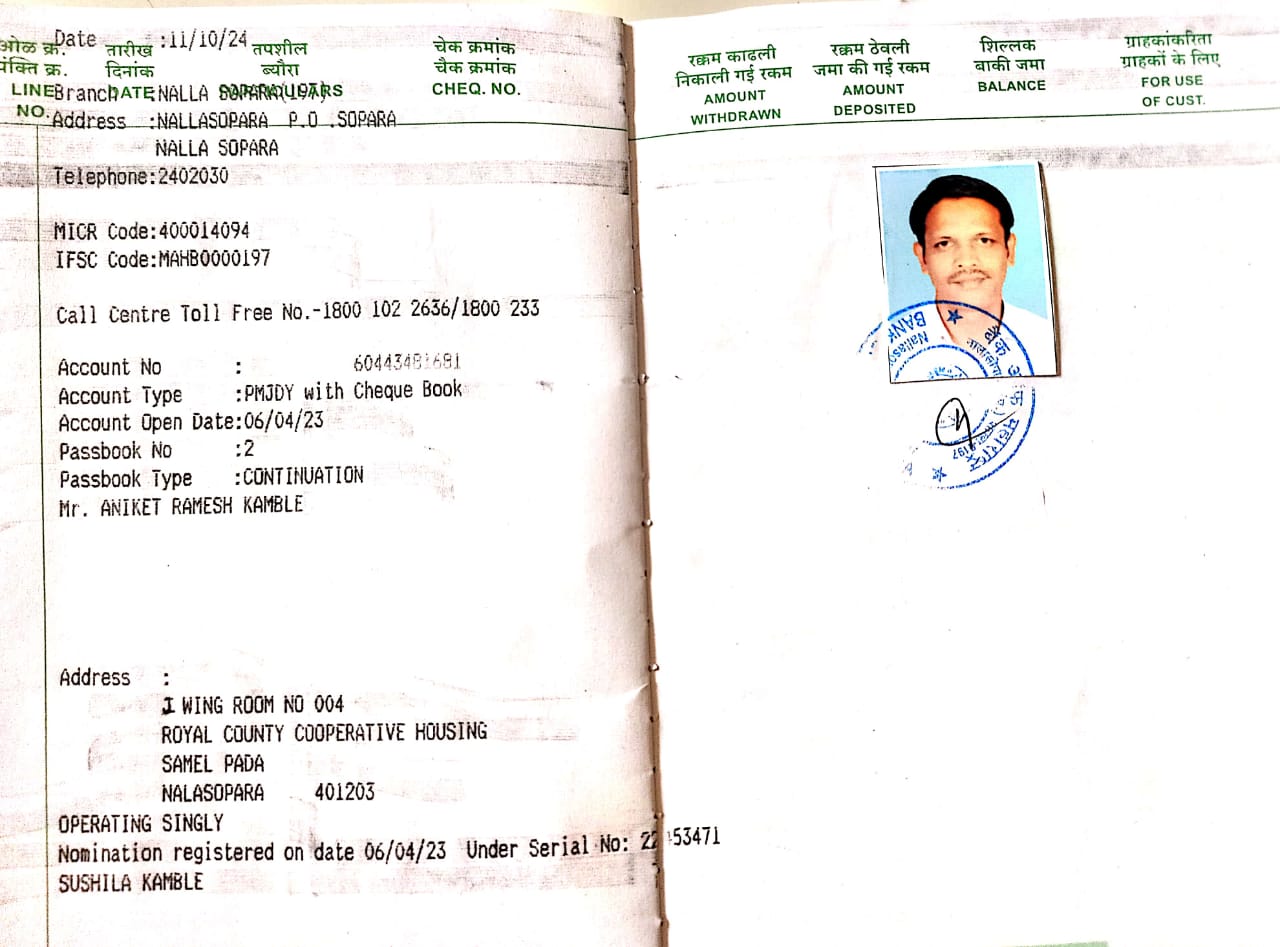 Date :11/10/24
ओळ क्र. तारीख तपशील चेक क्रमांक
पंक्ति क्र. दिनांक ब्यौरा चैक क्रमांक
LINE DATE PARTICULARS CHEQ. NO.
NO.
Branch :NALLA SOPARA(197)
Address :NALLASOPARA P.O .SOPARA
NALLA SOPARA
Telephone:2402030
MICR Code:400014094
IFSC Code:MAHB0000197
Call Centre Toll Free No.-1800 102 2636/1800 233
Account No : 60443481681
Account Type :PMJDY with Cheque Book
Account Open Date:06/04/23
Passbook No :2
Passbook Type :CONTINUATION
Mr. ANIKET RAMESH KAMBLE
Address :
I WING ROOM NO 004
ROYAL COUNTY COOPERATIVE HOUSING
SAMEL PADA
NALASOPARA 401203
OPERATING SINGLY
Nomination registered on date 06/04/23 Under Serial No: 22 53471
SUSHILA KAMBLE
रक्कम काढली रक्कम ठेवली शिल्लक ग्राहकांकरिता
निकाली गई रकम जमा की गई रकम बाकी जमा ग्राहकों के लिए
AMOUNT AMOUNT BALANCE FOR USE
WITHDRAWN DEPOSITED OF CUST.
BANK
महाराष्ट्र